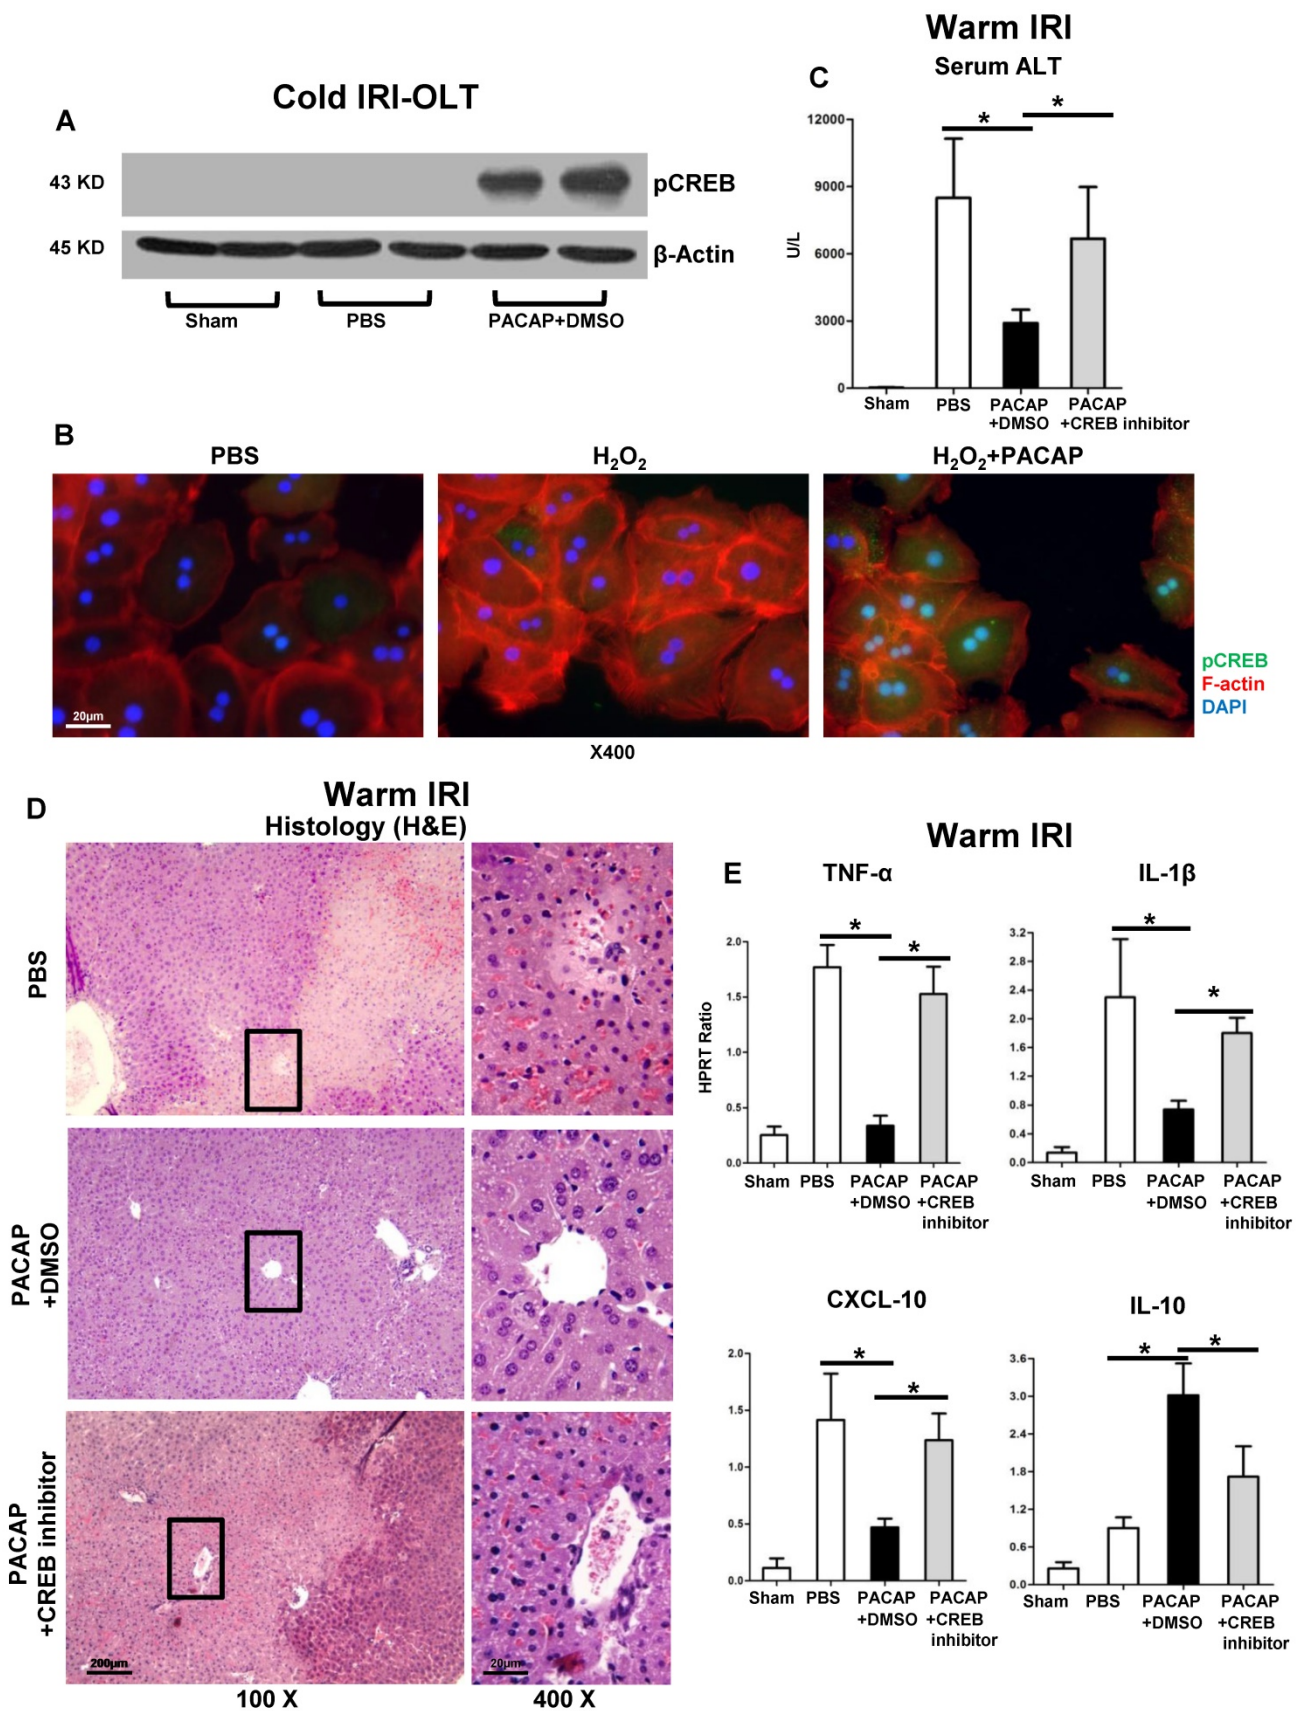 Cold IRI-OLT
A
43 KD
pCREB
45 KD
β-Actin
Sham
PBS
PACAP+DMSO
Warm IRI
Serum ALT
C
*
*
12000
9000
6000
3000
0
U/L
Sham
PBS
PACAP
+DMSO
PACAP
+CREB inhibitor
B
PBS
H₂O₂
H₂O₂+PACAP
20μm
X400
pCREB
F-actin
DAPI
D
Warm IRI
Histology (H&E)
PBS
PACAP
+DMSO
PACAP
+CREB inhibitor
200μm
20μm
100 X
400 X
Warm IRI
E
TNF-α
*
*
2.0
1.5
1.0
0.5
0.0
HPRT Ratio
Sham
PBS
PACAP
+DMSO
PACAP
+CREB
inhibitor
IL-1β
*
*
3.2
2.8
2.4
2.0
1.6
1.2
0.8
0.4
0.0
Sham
PBS
PACAP
+DMSO
PACAP
+CREB
inhibitor
CXCL-10
*
*
2.0
1.5
1.0
0.5
0.0
Sham
PBS
PACAP
+DMSO
PACAP
+CREB
inhibitor
IL-10
*
*
3.6
3.0
2.4
1.8
1.2
0.6
0.0
Sham
PBS
PACAP
+DMSO
PACAP
+CREB
inhibitor